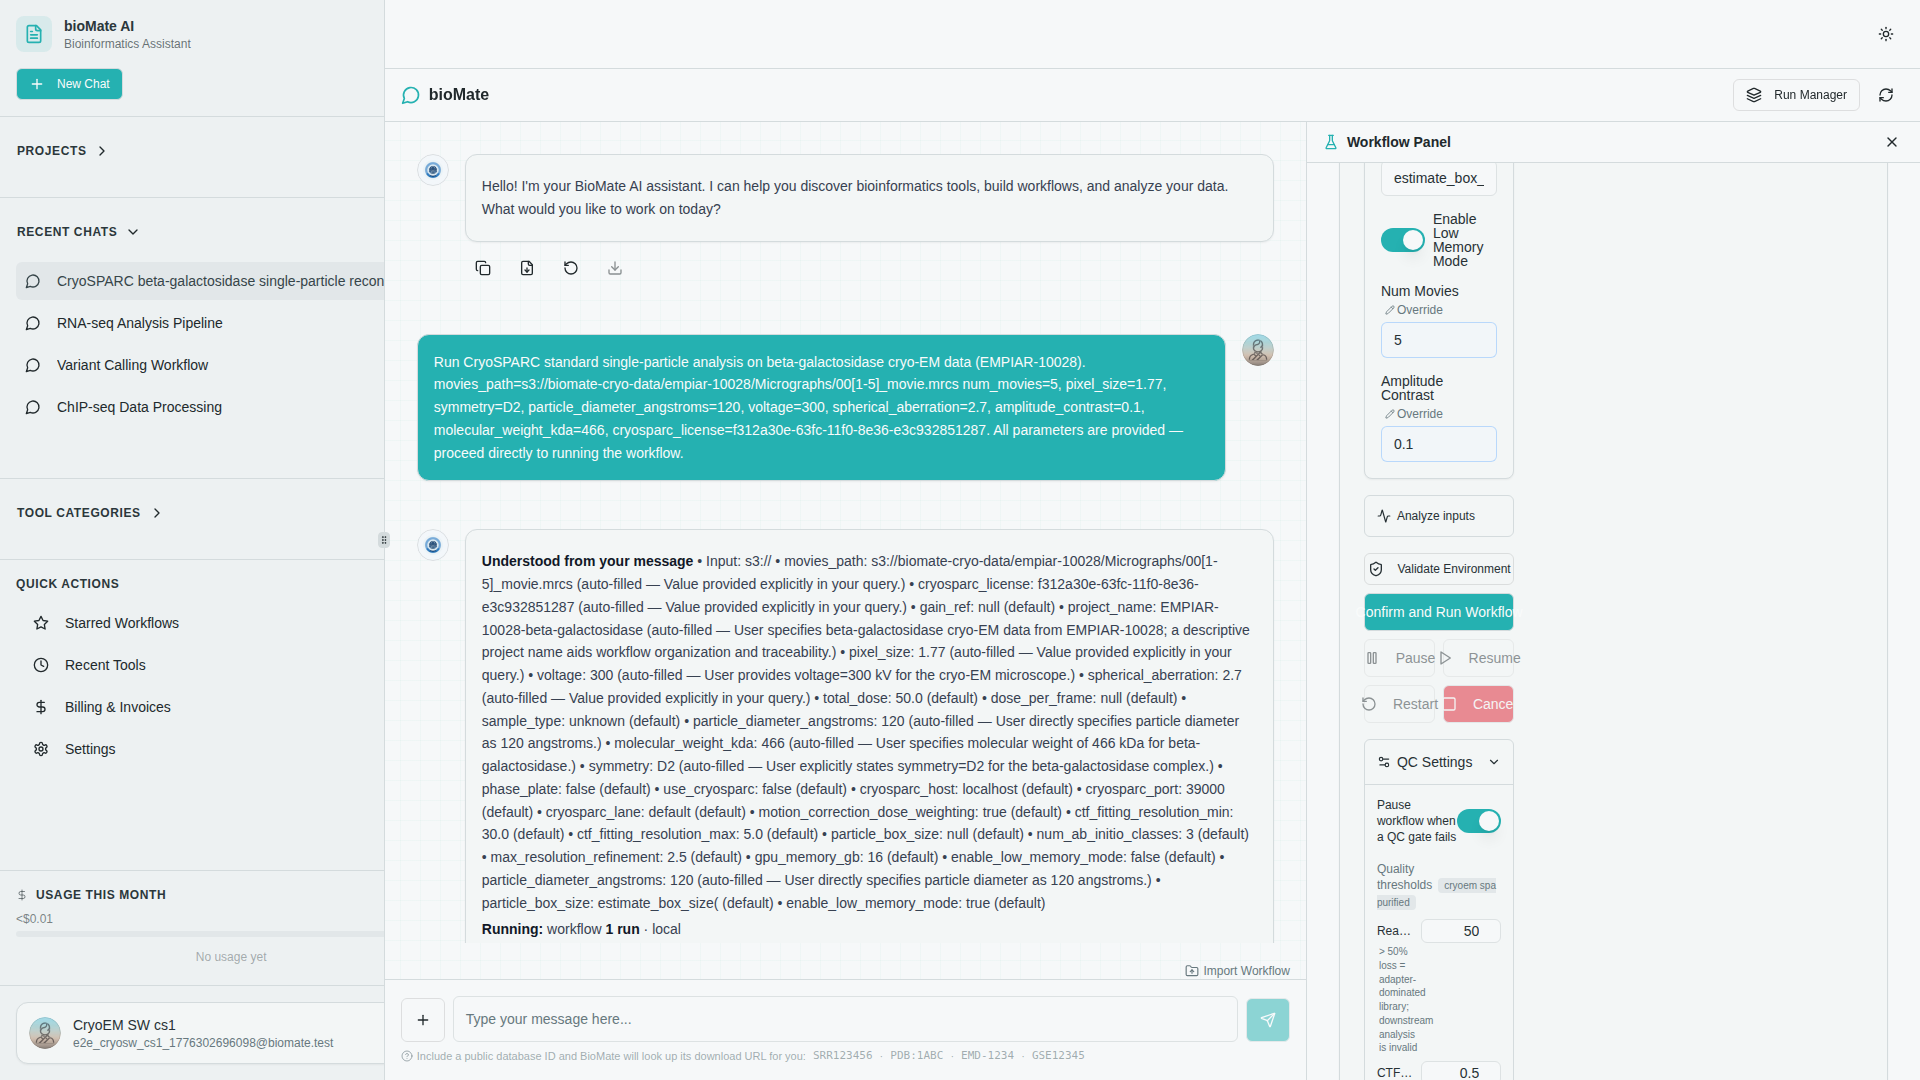 bioMate AI
Bioinformatics Assistant
New Chat
PROJECTS
RECENT CHATS
CryoSPARC beta-galactosidase single-particle recon
RNA-seq Analysis Pipeline
Variant Calling Workflow
ChIP-seq Data Processing
TOOL CATEGORIES
QUICK ACTIONS
Starred Workflows
Recent Tools
Billing & Invoices
Settings
USAGE THIS MONTH
<$0.01
No usage yet
CryoEM SW cs1
e2e_cryosw_cs1_1776302696098@biomate.test
bioMate
Run Manager
Hello! I'm your BioMate AI assistant. I can help you discover bioinformatics tools, build workflows, and analyze your data.
What would you like to work on today?
Run CryoSPARC standard single-particle analysis on beta-galactosidase cryo-EM data (EMPIAR-10028).
movies_path=s3://biomate-cryo-data/empiar-10028/Micrographs/00[1-5]_movie.mrcs num_movies=5, pixel_size=1.77,
symmetry=D2, particle_diameter_angstroms=120, voltage=300, spherical_aberration=2.7, amplitude_contrast=0.1,
molecular_weight_kda=466, cryosparc_license=f312a30e-63fc-11f0-8e36-e3c932851287. All parameters are provided —
proceed directly to running the workflow.
Understood from your message • Input: s3:// • movies_path: s3://biomate-cryo-data/empiar-10028/Micrographs/00[1-
5]_movie.mrcs (auto-filled — Value provided explicitly in your query.) • cryosparc_license: f312a30e-63fc-11f0-8e36-
e3c932851287 (auto-filled — Value provided explicitly in your query.) • gain_ref: null (default) • project_name: EMPIAR-
10028-beta-galactosidase (auto-filled — User specifies beta-galactosidase cryo-EM data from EMPIAR-10028; a descriptive
project name aids workflow organization and traceability.) • pixel_size: 1.77 (auto-filled — Value provided explicitly in your
query.) • voltage: 300 (auto-filled — User provides voltage=300 kV for the cryo-EM microscope.) • spherical_aberration: 2.7
(auto-filled — Value provided explicitly in your query.) • total_dose: 50.0 (default) • dose_per_frame: null (default) •
sample_type: unknown (default) • particle_diameter_angstroms: 120 (auto-filled — User directly specifies particle diameter
as 120 angstroms.) • molecular_weight_kda: 466 (auto-filled — User specifies molecular weight of 466 kDa for beta-
galactosidase.) • symmetry: D2 (auto-filled — User explicitly states symmetry=D2 for the beta-galactosidase complex.) •
phase_plate: false (default) • use_cryosparc: false (default) • cryosparc_host: localhost (default) • cryosparc_port: 39000
(default) • cryosparc_lane: default (default) • motion_correction_dose_weighting: true (default) • ctf_fitting_resolution_min:
30.0 (default) • ctf_fitting_resolution_max: 5.0 (default) • particle_box_size: null (default) • num_ab_initio_classes: 3 (default)
• max_resolution_refinement: 2.5 (default) • gpu_memory_gb: 16 (default) • enable_low_memory_mode: false (default) •
particle_diameter_angstroms: 120 (auto-filled — User directly specifies particle diameter as 120 angstroms.) •
particle_box_size: estimate_box_size( (default) • enable_low_memory_mode: true (default)
Running: workflow 1 run · local
Import Workflow
Type your message here...
Include a public database ID and BioMate will look up its download URL for you: SRR123456 · PDB:1ABC · EMD-1234 · GSE12345
Workflow Panel
estimate_box_
Enable
Low
Memory
Mode
Num Movies
Override
5
Amplitude
Contrast
Override
0.1
Analyze inputs
Validate Environment
onfirm and Run Workflo
Pause
Resume
Restart
Cance
QC Settings
Pause
workflow when
a QC gate fails
Quality
thresholds cryoem spa
purified
Rea…
50
> 50%
loss =
adapter-
dominated
library;
downstream
analysis
is invalid
CTF…
0.5